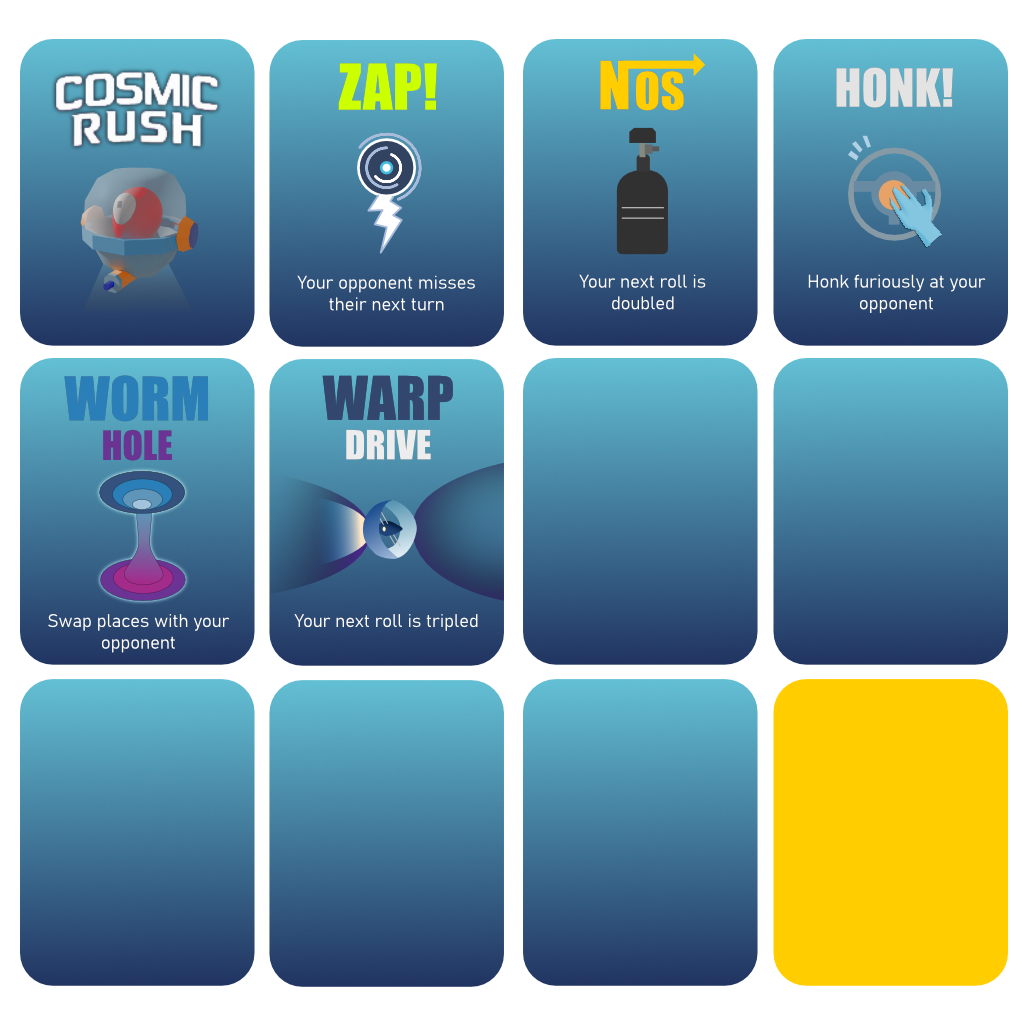 COSMIC
RUSH
ZAP!
Your opponent misses
their next turn
NOS
Your next roll is
doubled
HONK!
Honk furiously at your
opponent
WORM
HOLE
Swap places with your
opponent
WARP
DRIVE
Your next roll is tripled